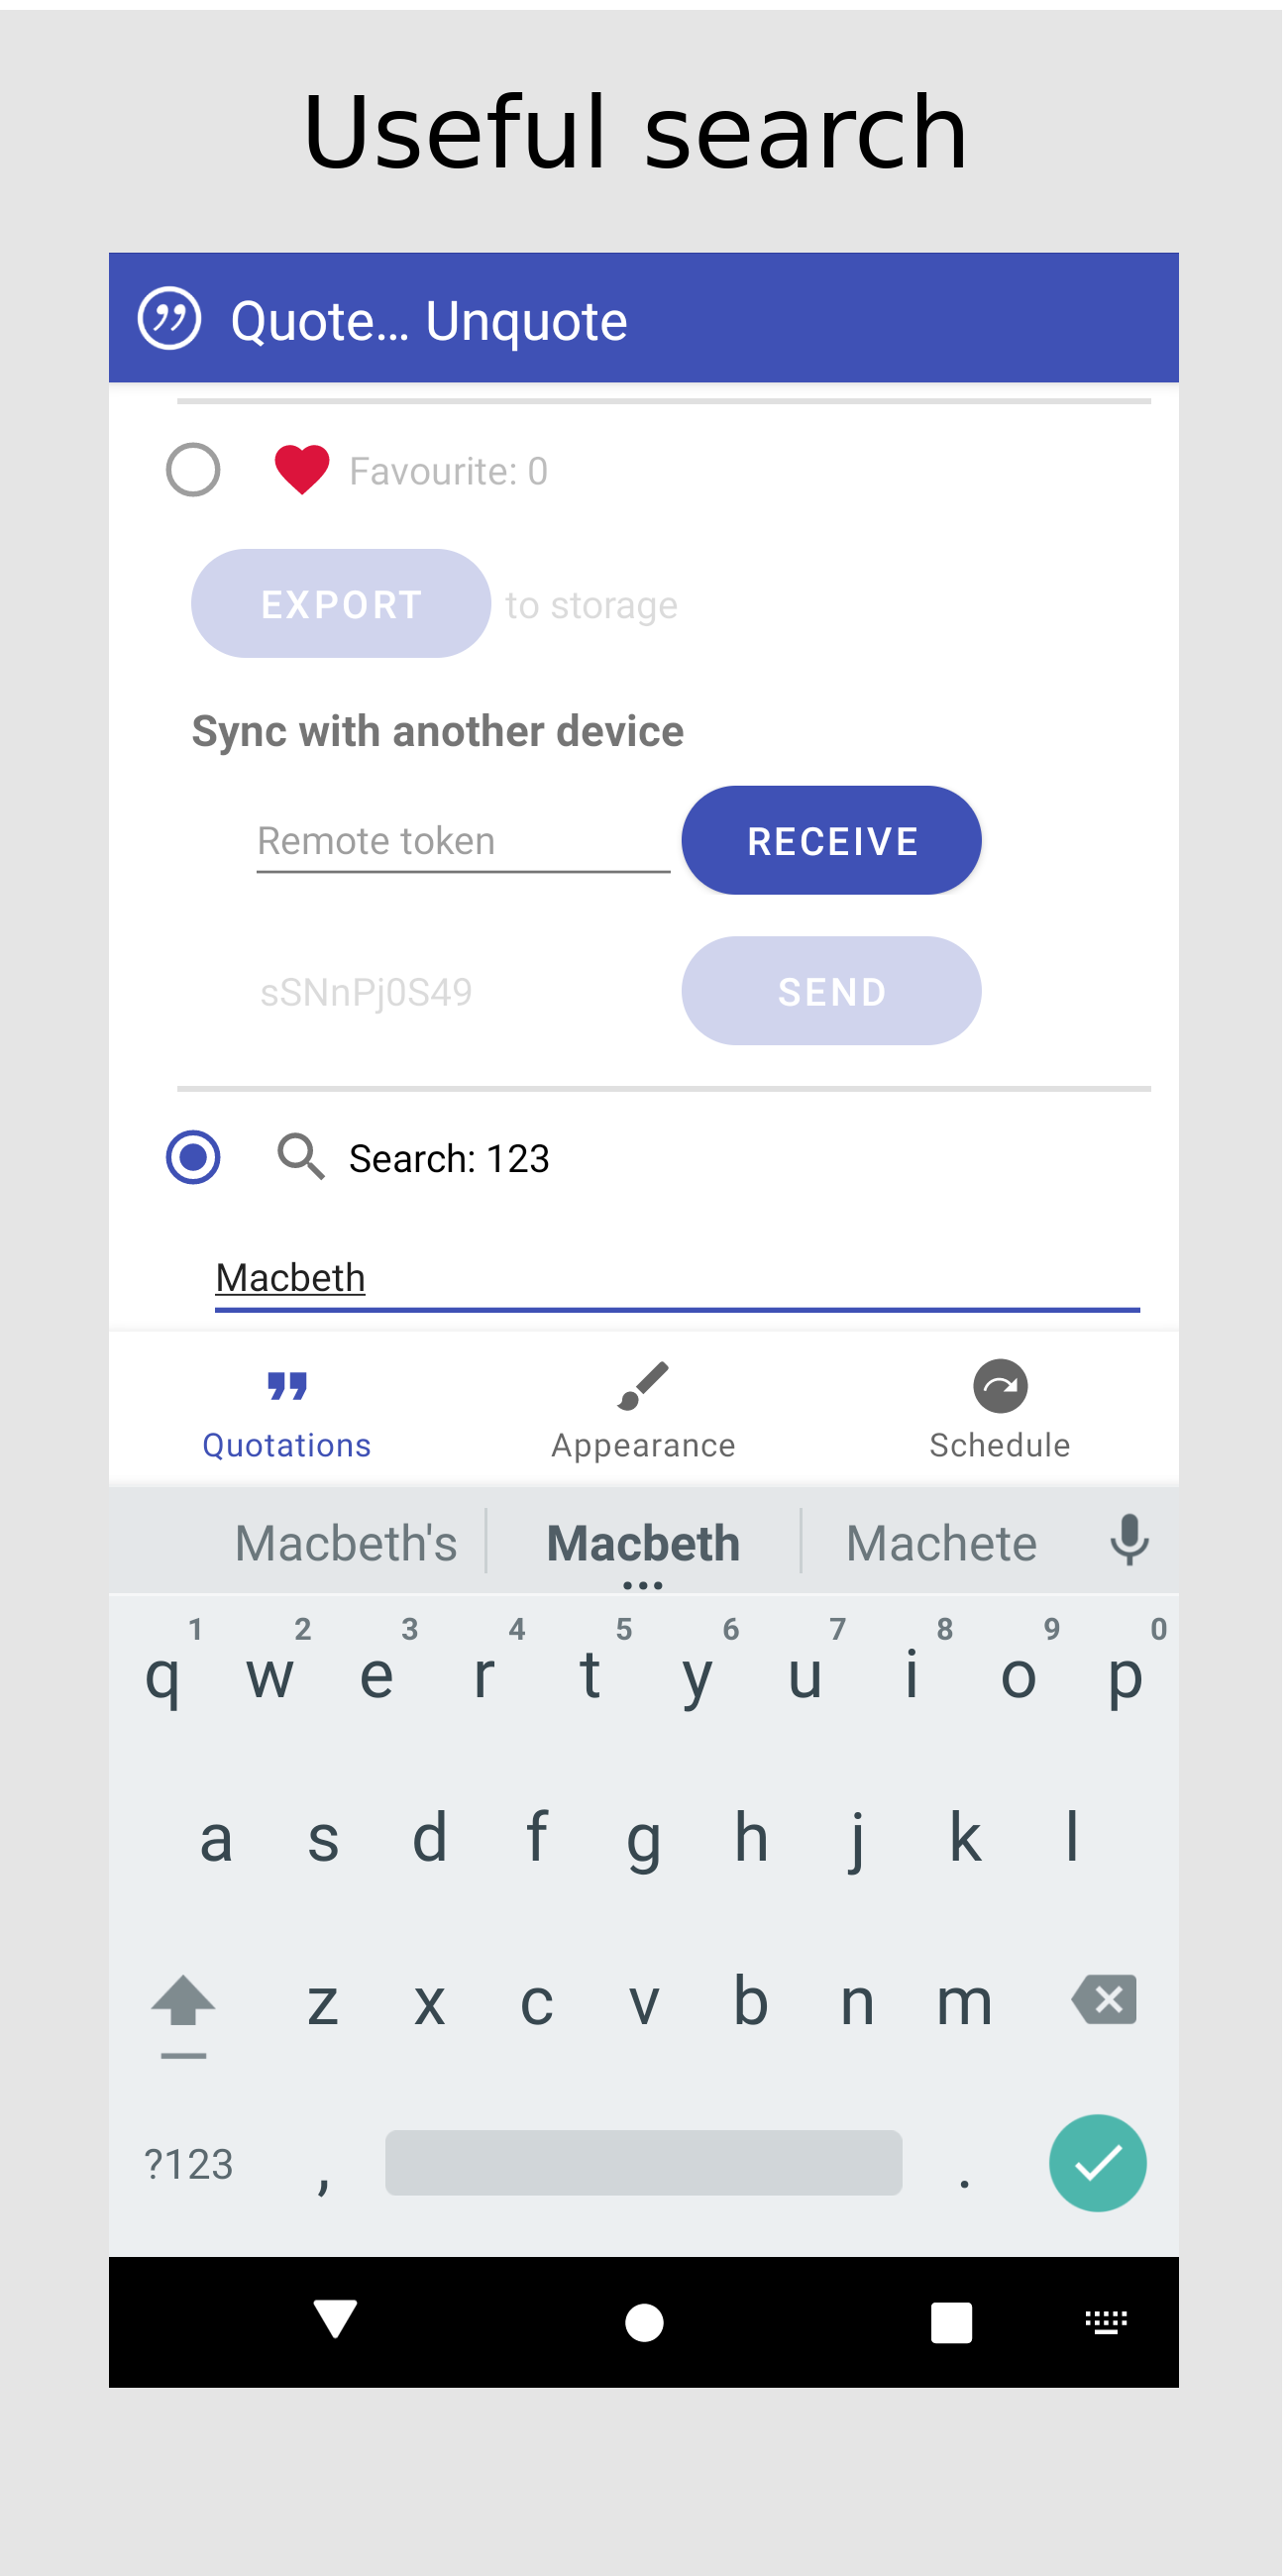 Useful search
Quote... Unquote
Favourite: 0
EXPORT to storage
Sync with another device
Remote token RECEIVE
sSNnPj0S49 SEND
Search: 123
Macbeth
Quotations Appearance Schedule
Macbeth's Macbeth Machete
1 2 3 4 5 6 7 8 9 0
q w e r t y u i o p
a s d f g h j k l
z x c v b n m
?123 , .